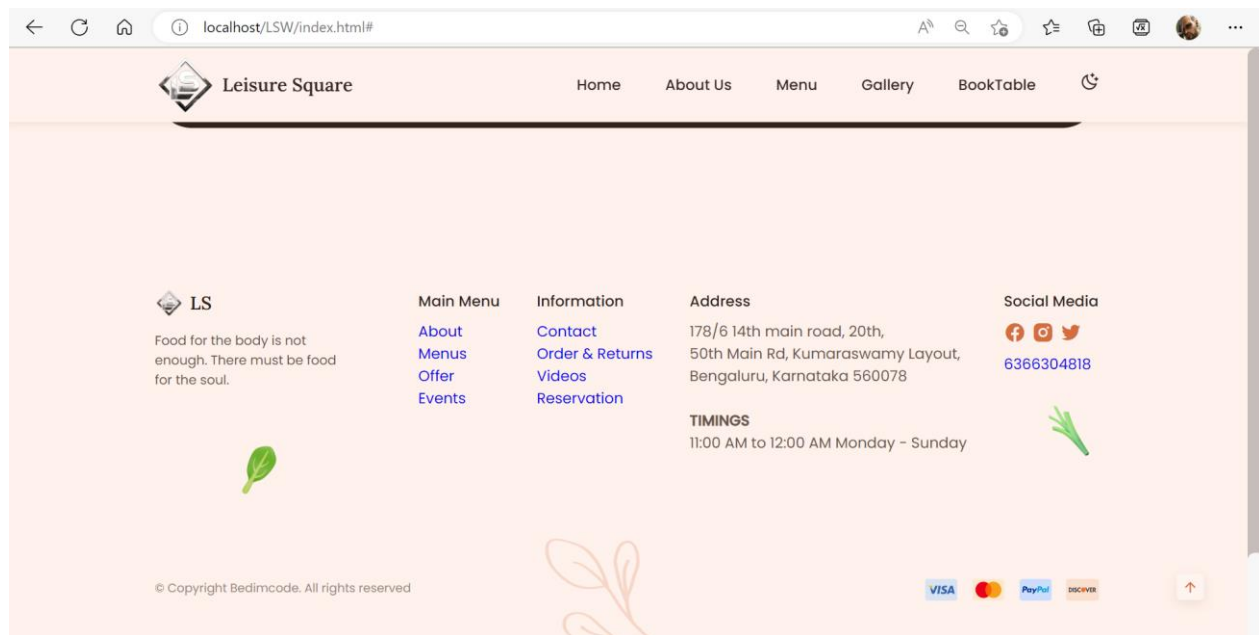 localhost/LSW/index.html#
Leisure Square
Home About Us Menu Gallery BookTable
LS
Food for the body is not
enough. There must be food
for the soul.
Main Menu
About
Menus
Offer
Events
Information
Contact
Order & Returns
Videos
Reservation
Address
178/6 14th main road, 20th,
50th Main Rd, Kumaraswamy Layout,
Bengaluru, Karnataka 560078
TIMINGS
11:00 AM to 12:00 AM Monday - Sunday
Social Media
6366304818
© Copyright Bedimcode. All rights reserved
VISA PayPal DISCOVER